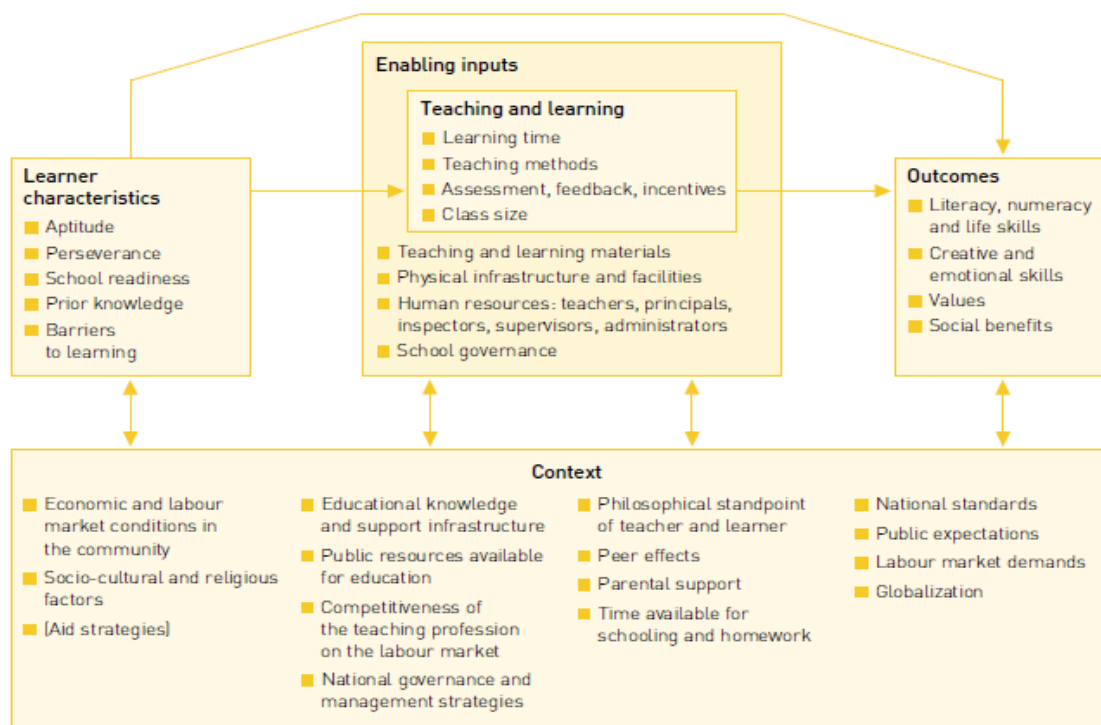 Enabling inputs
Teaching and learning
Learning time
Teaching methods
Assessment, feedback, incentives
Class size
Teaching and learning materials
Physical infrastructure and facilities
Human resources: teachers, principals,
inspectors, supervisors, administrators
School governance
Learner
characteristics
Aptitude
Perseverance
School readiness
Prior knowledge
Barriers
to learning
Outcomes
Literacy, numeracy
and life skills
Creative and
emotional skills
Values
Social benefits
Context
Economic and labour
market conditions in
the community
Socio-cultural and religious
factors
(Aid strategies)
Educational knowledge
and support infrastructure
Public resources available
for education
Competitiveness of
the teaching profession
on the labour market
National governance and
management strategies
Philosophical standpoint
of teacher and learner
Peer effects
Parental support
Time available for
schooling and homework
National standards
Public expectations
Labour market demands
Globalization